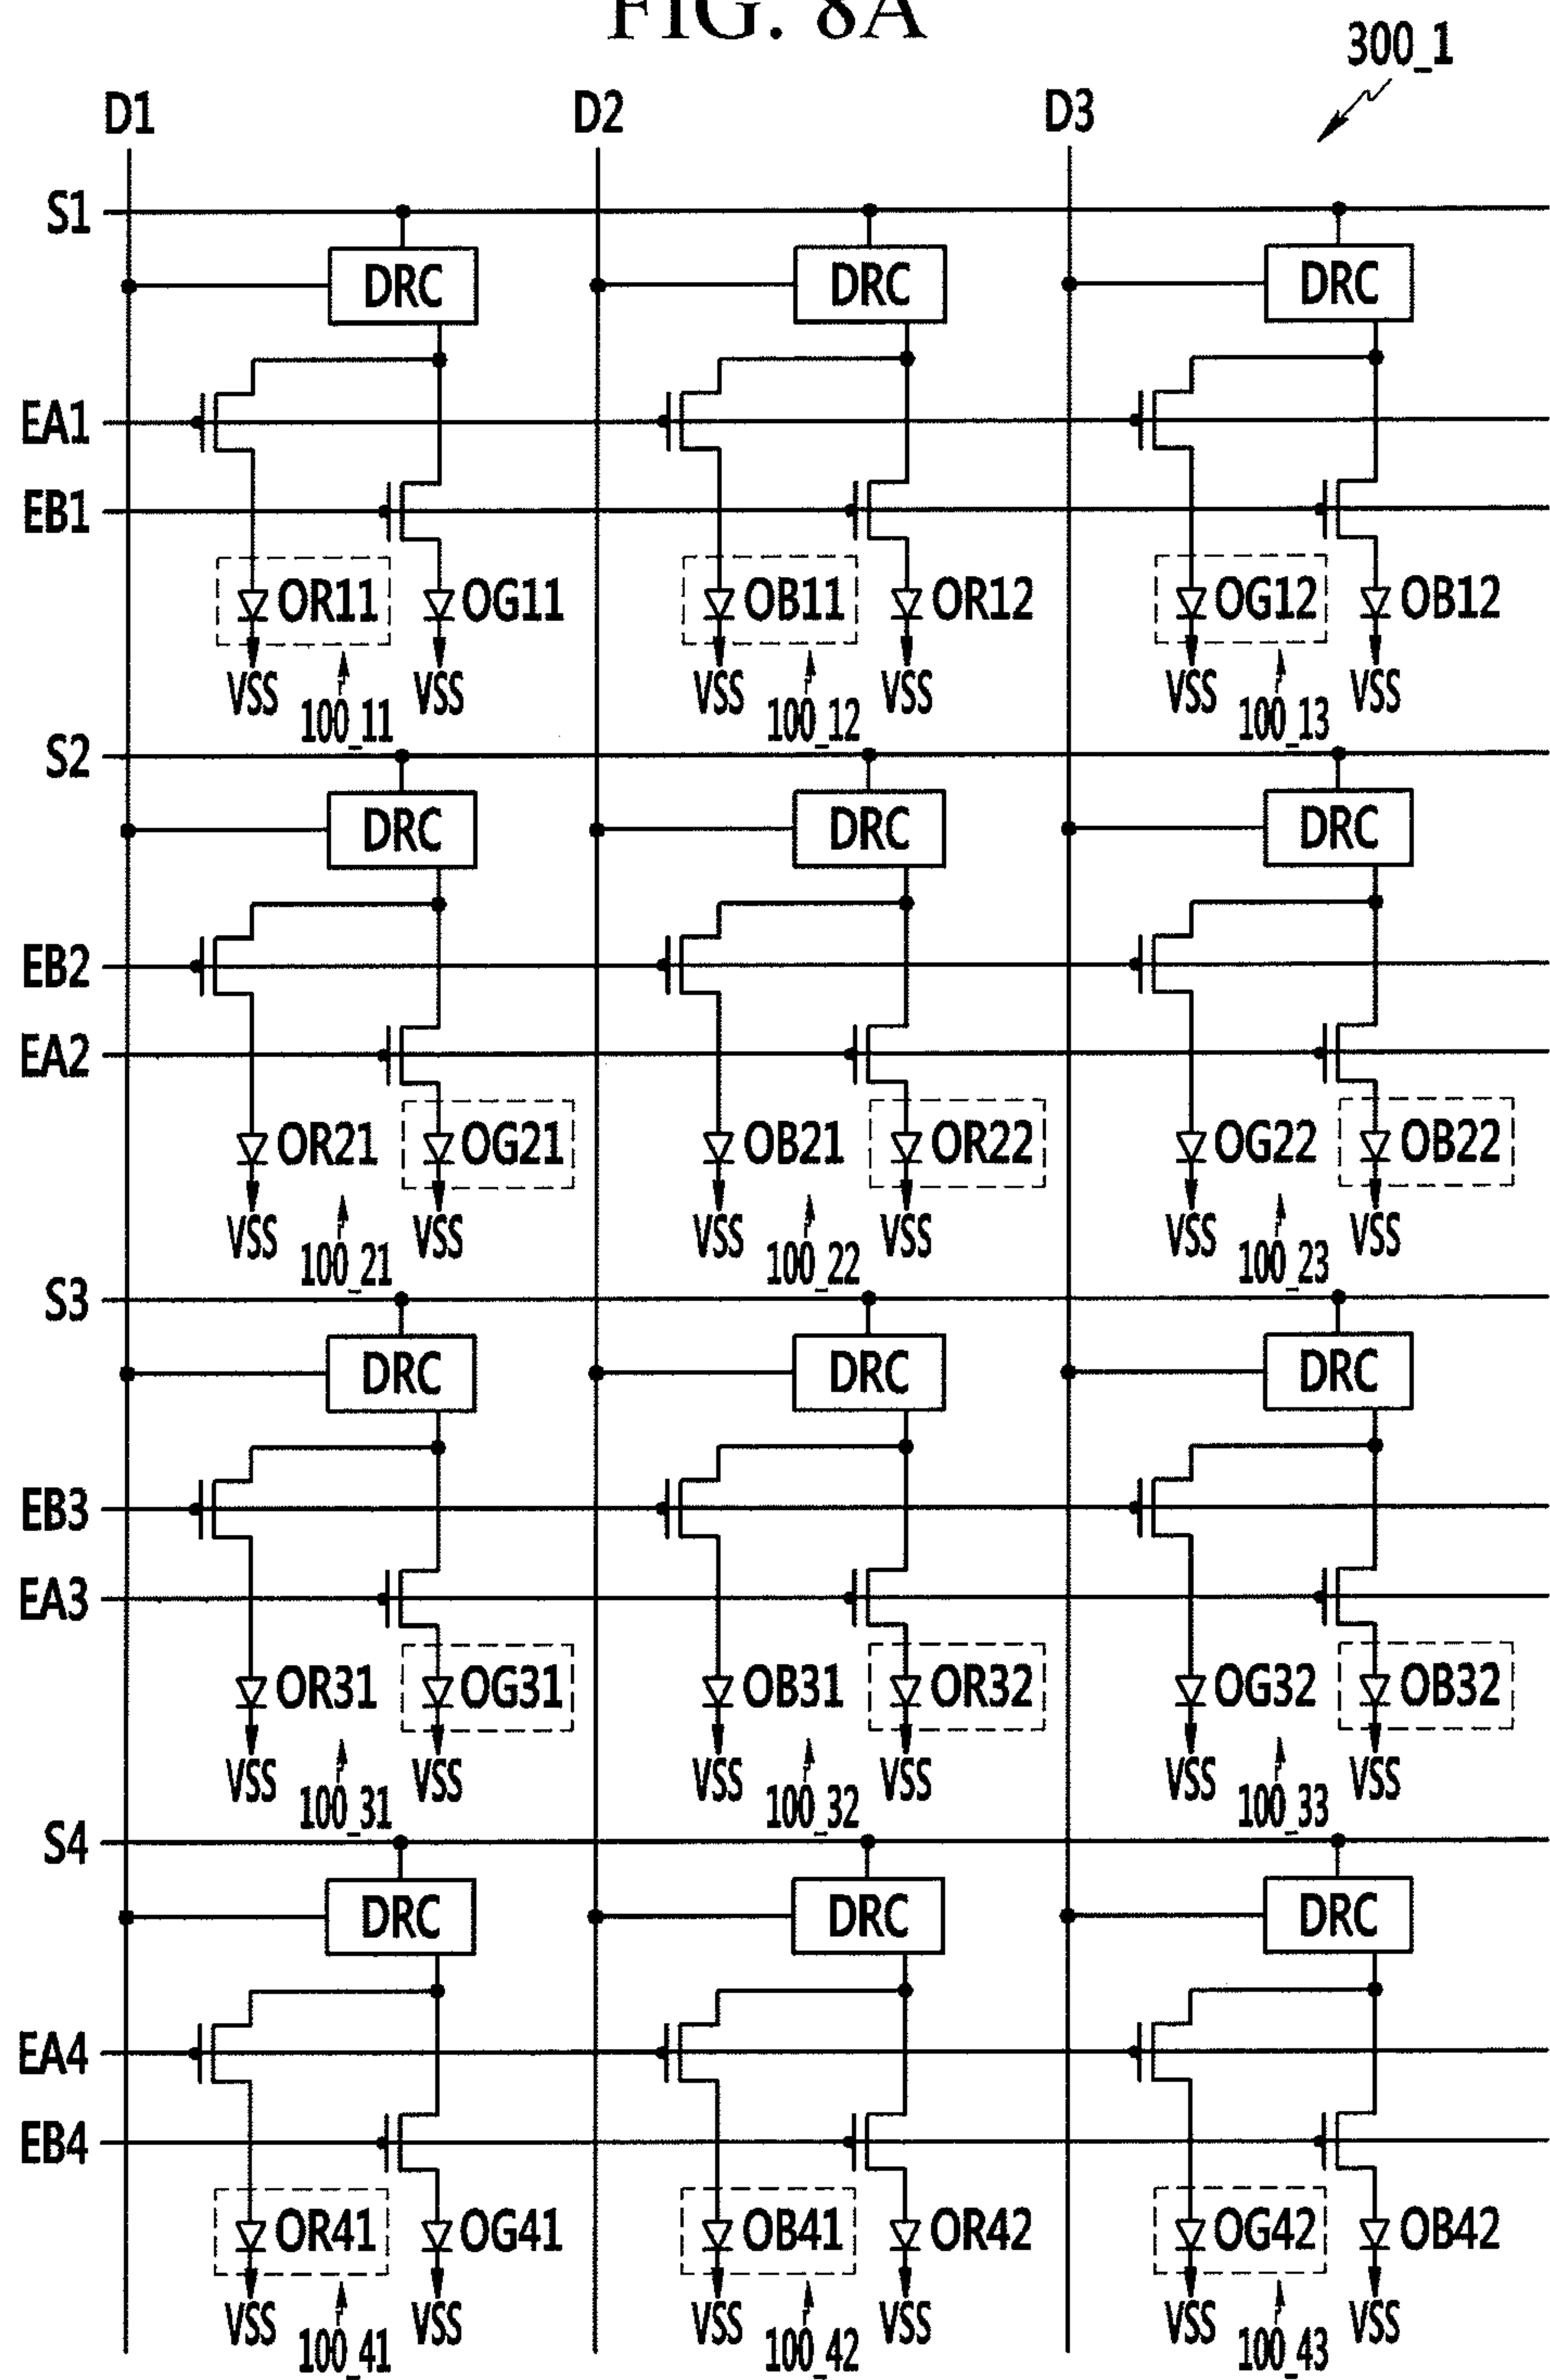 FIG. 8A
300_1
D1 D2 D3
S1
DRC DRC DRC
EA1
EB1
OR11 OG11 OB11 OR12 OG12 OB12
VSS VSS VSS VSS VSS VSS
100_11 100_12 100_13
S2
DRC DRC DRC
EB2
EA2
OR21 OG21 OB21 OR22 OG22 OB22
VSS VSS VSS VSS VSS VSS
100_21 100_22 100_23
S3
DRC DRC DRC
EB3
EA3
OR31 OG31 OB31 OR32 OG32 OB32
VSS VSS VSS VSS VSS VSS
100_31 100_32 100_33
S4
DRC DRC DRC
EA4
EB4
OR41 OG41 OB41 OR42 OG42 OB42
VSS VSS VSS VSS VSS VSS
100_41 100_42 100_43